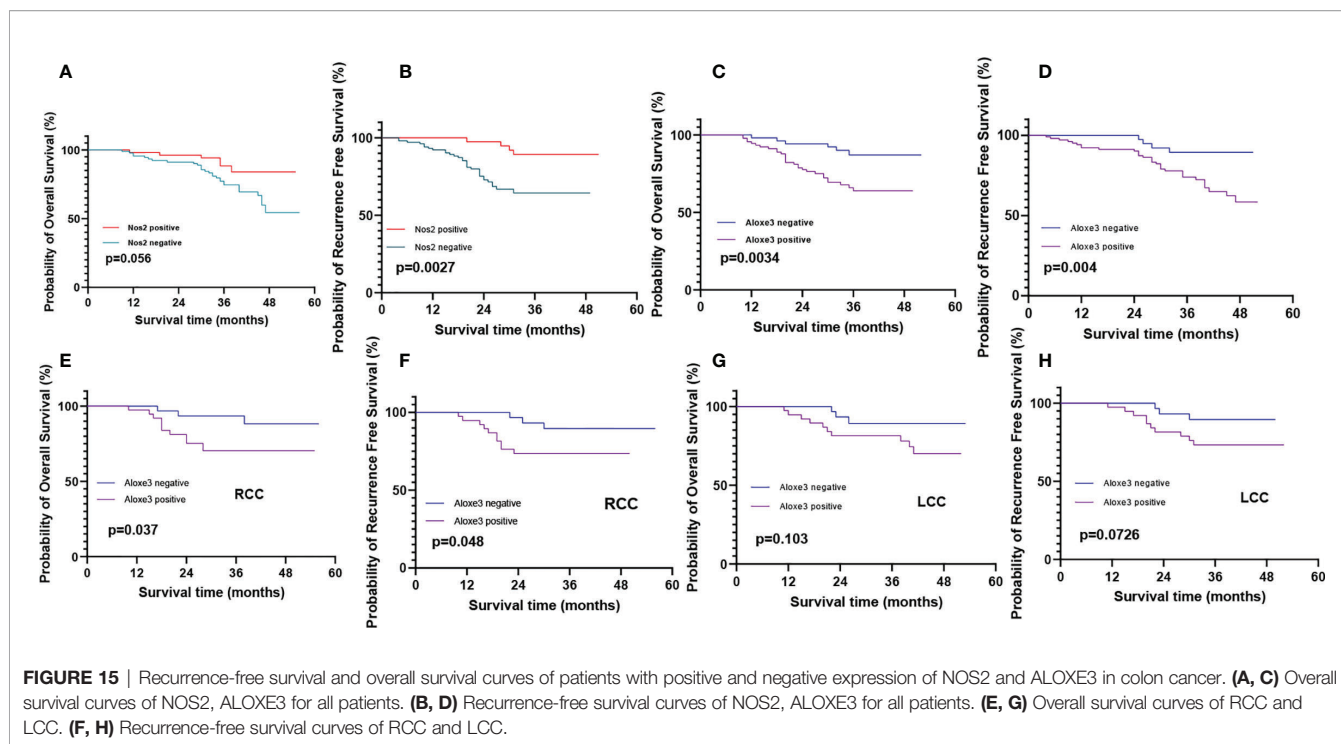 A
Probability of Overall Survival (%)
100
50
0
Nos2 positive
Nos2 negative
p=0.056
0 12 24 36 48 60
Survival time (months)
B
Probability of Recurrence Free Survival (%)
100
50
0
Nos2 positive
Nos2 negative
p=0.0027
0 12 24 36 48 60
Survival time (months)
C
Probability of Overall Survival (%)
100
50
0
Aloxe3 negative
Aloxe3 positive
p=0.0034
0 12 24 36 48 60
Survival time (months)
D
Probability of Recurrence Free Survival (%)
100
50
0
Aloxe3 negative
Aloxe3 positive
p=0.004
0 12 24 36 48 60
Survival time (months)
E
Probability of Overall Survival (%)
100
50
0
Aloxe3 negative
Aloxe3 positive
RCC
p=0.037
0 12 24 36 48 60
Survival time (months)
F
Probability of Recurrence Free Survival (%)
100
50
0
Aloxe3 negative
Aloxe3 positive
RCC
p=0.048
0 12 24 36 48 60
Survival time (months)
G
Probability of Overall Survival (%)
100
50
0
Aloxe3 negative
Aloxe3 positive
LCC
p=0.103
0 12 24 36 48 60
Survival time (months)
H
Probability of Recurrence Free Survival (%)
100
50
0
Aloxe3 negative
Aloxe3 positive
LCC
p=0.0726
0 12 24 36 48 60
Survival time (months)
FIGURE 15 | Recurrence-free survival and overall survival curves of patients with positive and negative expression of NOS2 and ALOXE3 in colon cancer. (A, C) Overall
survival curves of NOS2, ALOXE3 for all patients. (B, D) Recurrence-free survival curves of NOS2, ALOXE3 for all patients. (E, G) Overall survival curves of RCC and
LCC. (F, H) Recurrence-free survival curves of RCC and LCC.